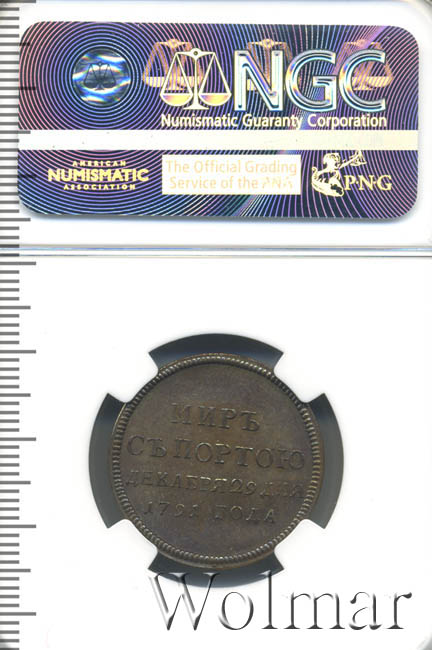 NGC
Numismatic Guaranty Corporation
AMERICAN
NUMISMATIC
ASSOCIATION
The Official Grading
Service of the ANA
PNG
МИРЪ
СЪ ПОРТОЮ
ДЕКАБРЯ 29 ДНЯ
1791 ГОДА
Wolmar